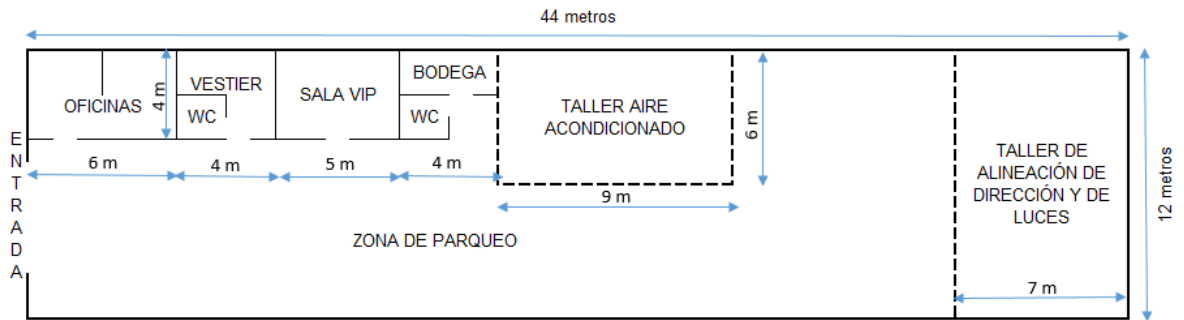 44 metros
BODEGA
VESTIER
OFICINAS
4 m
SALA VIP
WC
WC
TALLER AIRE
ACONDICIONADO
6 m
ENTRADA
6 m
4 m
5 m
4 m
9 m
TALLER DE
ALINEACIÓN DE
DIRECCIÓN Y DE
LUCES
12 metros
ZONA DE PARQUEO
7 m